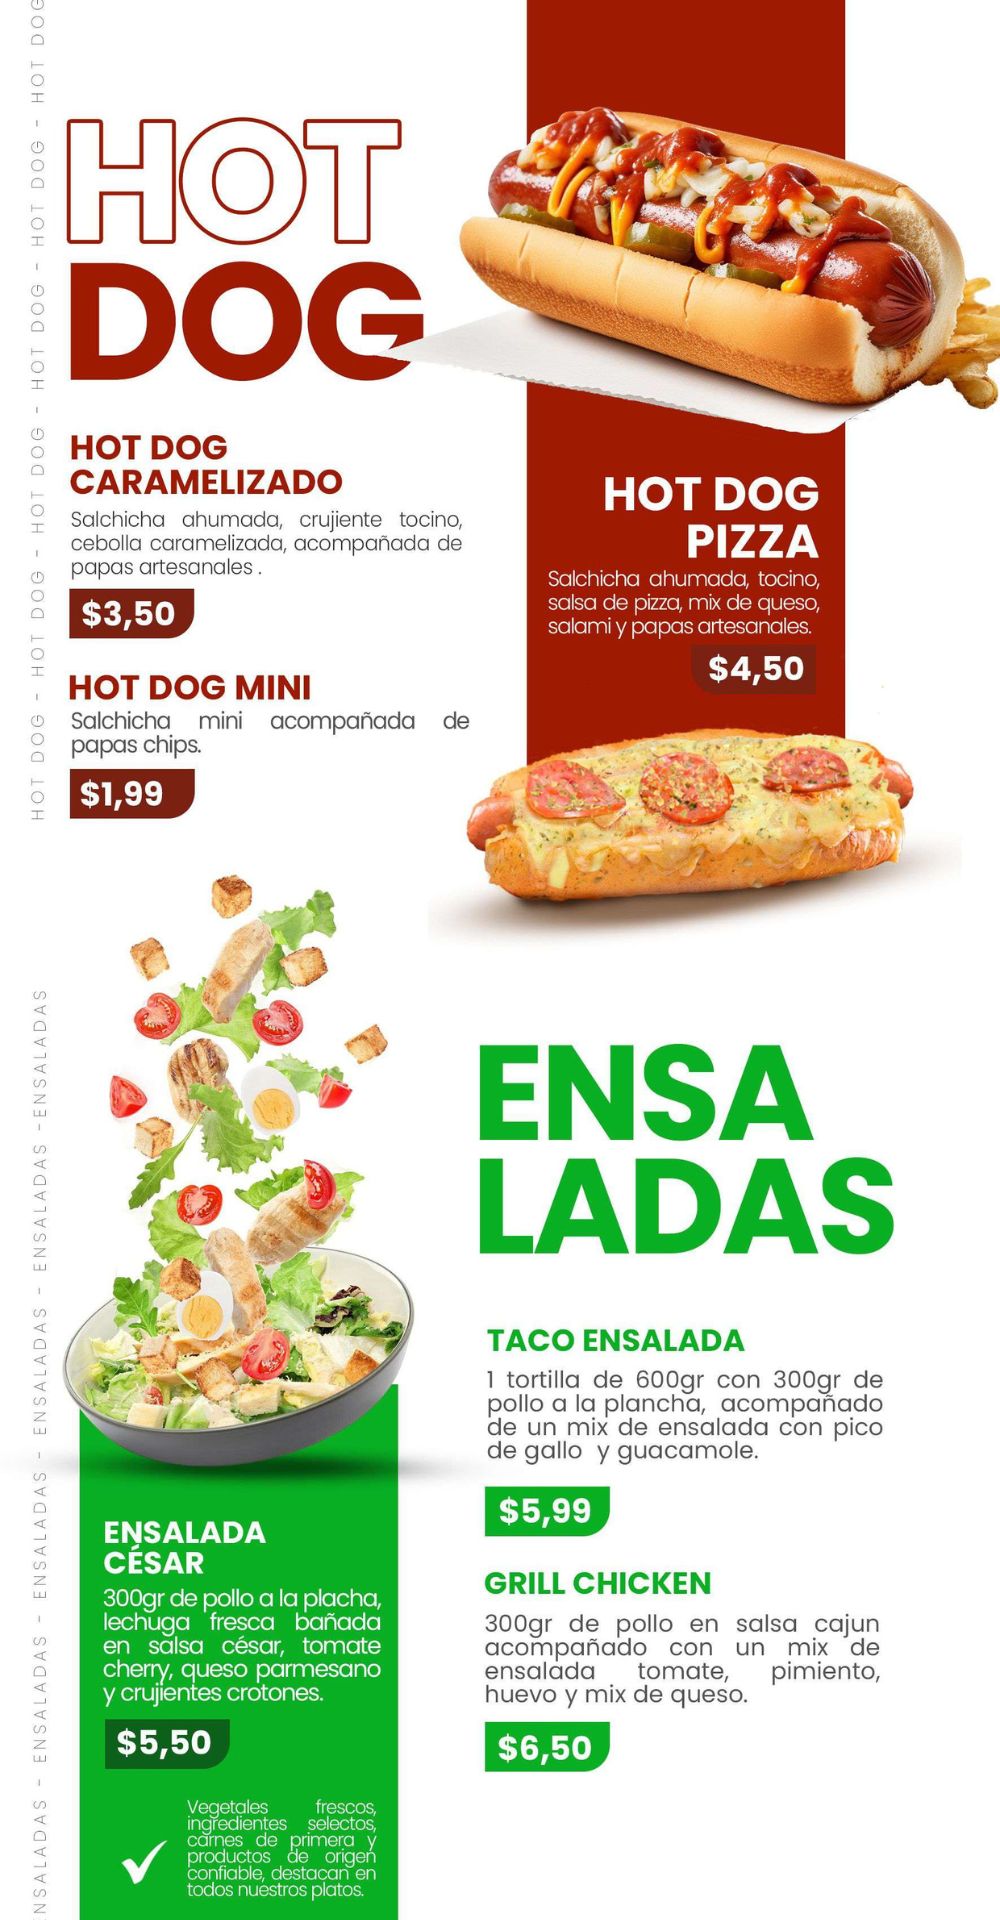 HOT DOG - HOT DOG - HOT DOG - HOT DOG - HOT DOG - HOT DOG - HOT DOG
HOT
DOG
HOT DOG
CARAMELIZADO
Salchicha ahumada, crujiente tocino,
cebolla caramelizada, acompañada de
papas artesanales .
$3,50
HOT DOG MINI
Salchicha mini acompañada de
papas chips.
$1,99
HOT DOG
PIZZA
Salchicha ahumada, tocino,
salsa de pizza, mix de queso,
salami y papas artesanales.
$4,50
ENSALADAS - ENSALADAS - ENSALADAS - ENSALADAS - ENSALADAS -ENSALADAS
ENSA
LADAS
TACO ENSALADA
1 tortilla de 600gr con 300gr de
pollo a la plancha, acompañado
de un mix de ensalada con pico
de gallo y guacamole.
$5,99
GRILL CHICKEN
300gr de pollo en salsa cajun
acompañado con un mix de
ensalada tomate, pimiento,
huevo y mix de queso.
$6,50
ENSALADA
CÉSAR
300gr de pollo a la placha,
lechuga fresca bañada
en salsa césar, tomate
cherry, queso parmesano
y crujientes crotones.
$5,50
Vegetales frescos,
ingredientes selectos,
carnes de primera y
productos de origen
confiable, destacan en
todos nuestros platos.